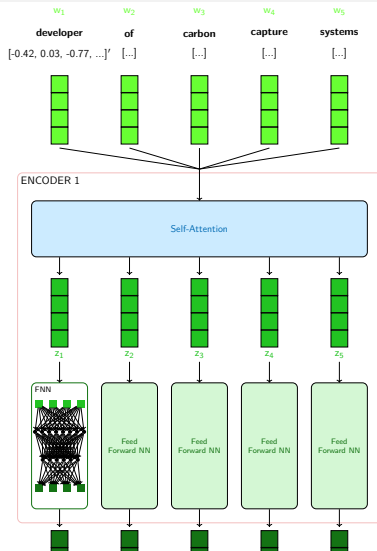 w₁ w₂ w₃ w₄ w₅
developer of carbon capture systems
[-0.42, 0.03, -0.77, ...]′ [...] [...] [...] [...]
ENCODER 1
Self-Attention
z₁ z₂ z₃ z₄ z₅
FNN
Feed Feed Feed Feed
Forward NN Forward NN Forward NN Forward NN